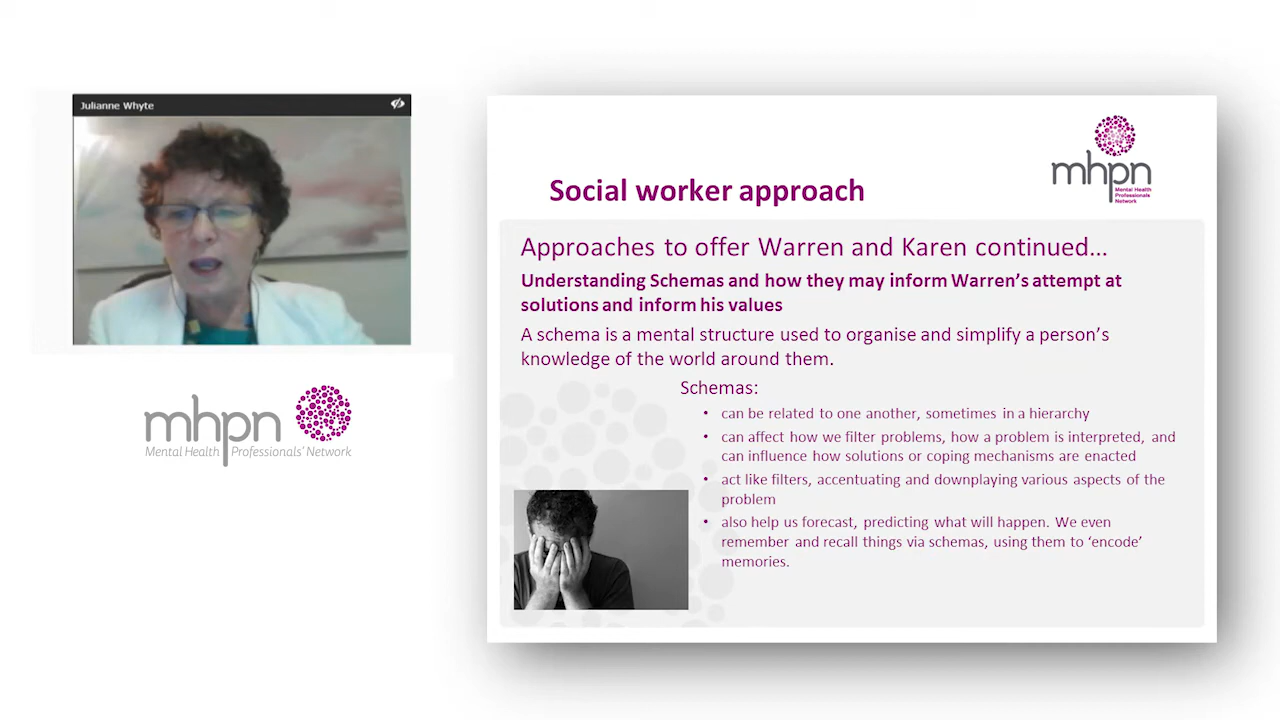 Julianne Whyte
mhpn
Mental Health Professionals' Network
mhpn
Mental Health
Professionals
Network
Social worker approach
Approaches to offer Warren and Karen continued...
Understanding Schemas and how they may inform Warren's attempt at
solutions and inform his values
A schema is a mental structure used to organise and simplify a person's
knowledge of the world around them.
Schemas:
• can be related to one another, sometimes in a hierarchy
• can affect how we filter problems, how a problem is interpreted, and
can influence how solutions or coping mechanisms are enacted
• act like filters, accentuating and downplaying various aspects of the
problem
• also help us forecast, predicting what will happen. We even
remember and recall things via schemas, using them to 'encode'
memories.